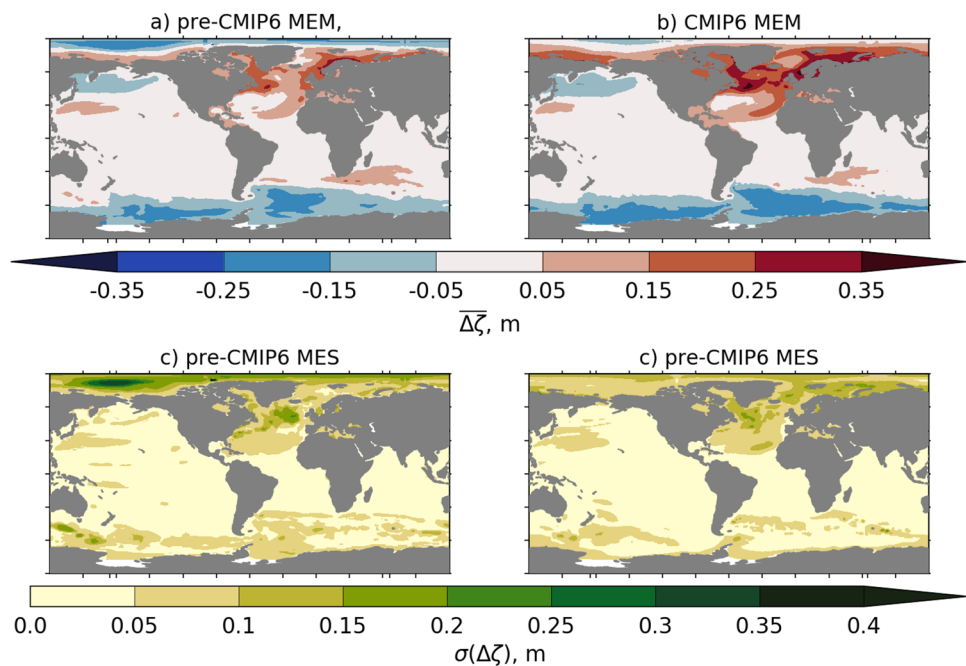 a) pre-CMIP6 MEM,
b) CMIP6 MEM
-0.35 -0.25 -0.15 -0.05 0.05 0.15 0.25 0.35
Δζ̅, m
c) pre-CMIP6 MES
c) pre-CMIP6 MES
0.0 0.05 0.1 0.15 0.2 0.25 0.3 0.35 0.4
σ(Δζ), m